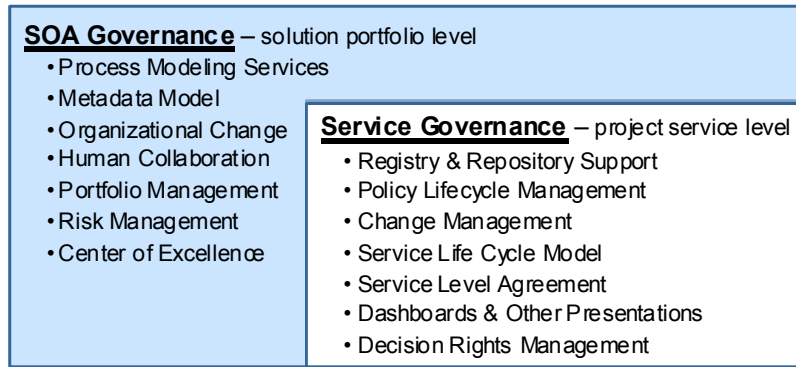 SOA Governance – solution portfolio level
• Process Modeling Services
• Metadata Model
• Organizational Change
• Human Collaboration
• Portfolio Management
• Risk Management
• Center of Excellence
Service Governance – project service level
• Registry & Repository Support
• Policy Lifecycle Management
• Change Management
• Service Life Cycle Model
• Service Level Agreement
• Dashboards & Other Presentations
• Decision Rights Management